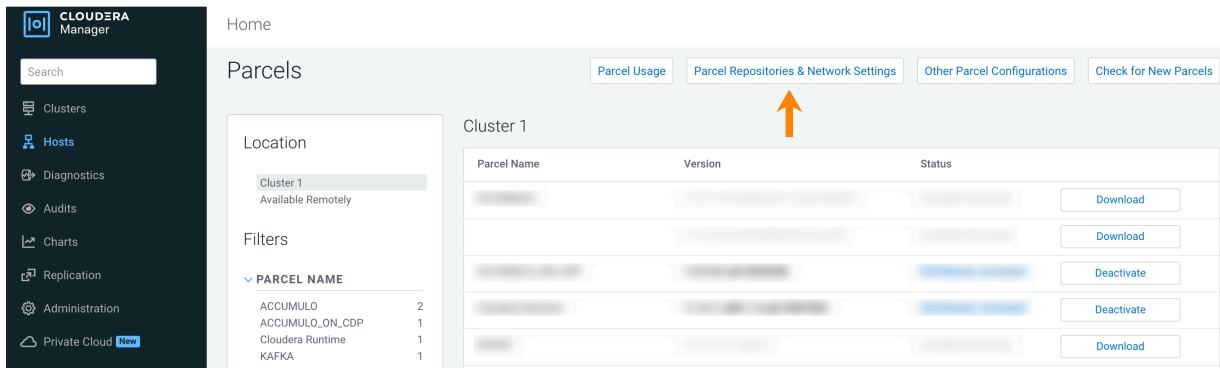 CLOUDERA
Manager
Search
Clusters
Hosts
Diagnostics
Audits
Charts
Replication
Administration
Private Cloud New
Home
Parcels
Parcel Usage
Parcel Repositories & Network Settings
Other Parcel Configurations
Check for New Parcels
Location
Cluster 1
Available Remotely
Filters
PARCEL NAME
ACCUMULO 2
ACCUMULO_ON_CDP 1
Cloudera Runtime 1
KAFKA 1
Cluster 1
Parcel Name Version Status
Download
Download
Deactivate
Deactivate
Download